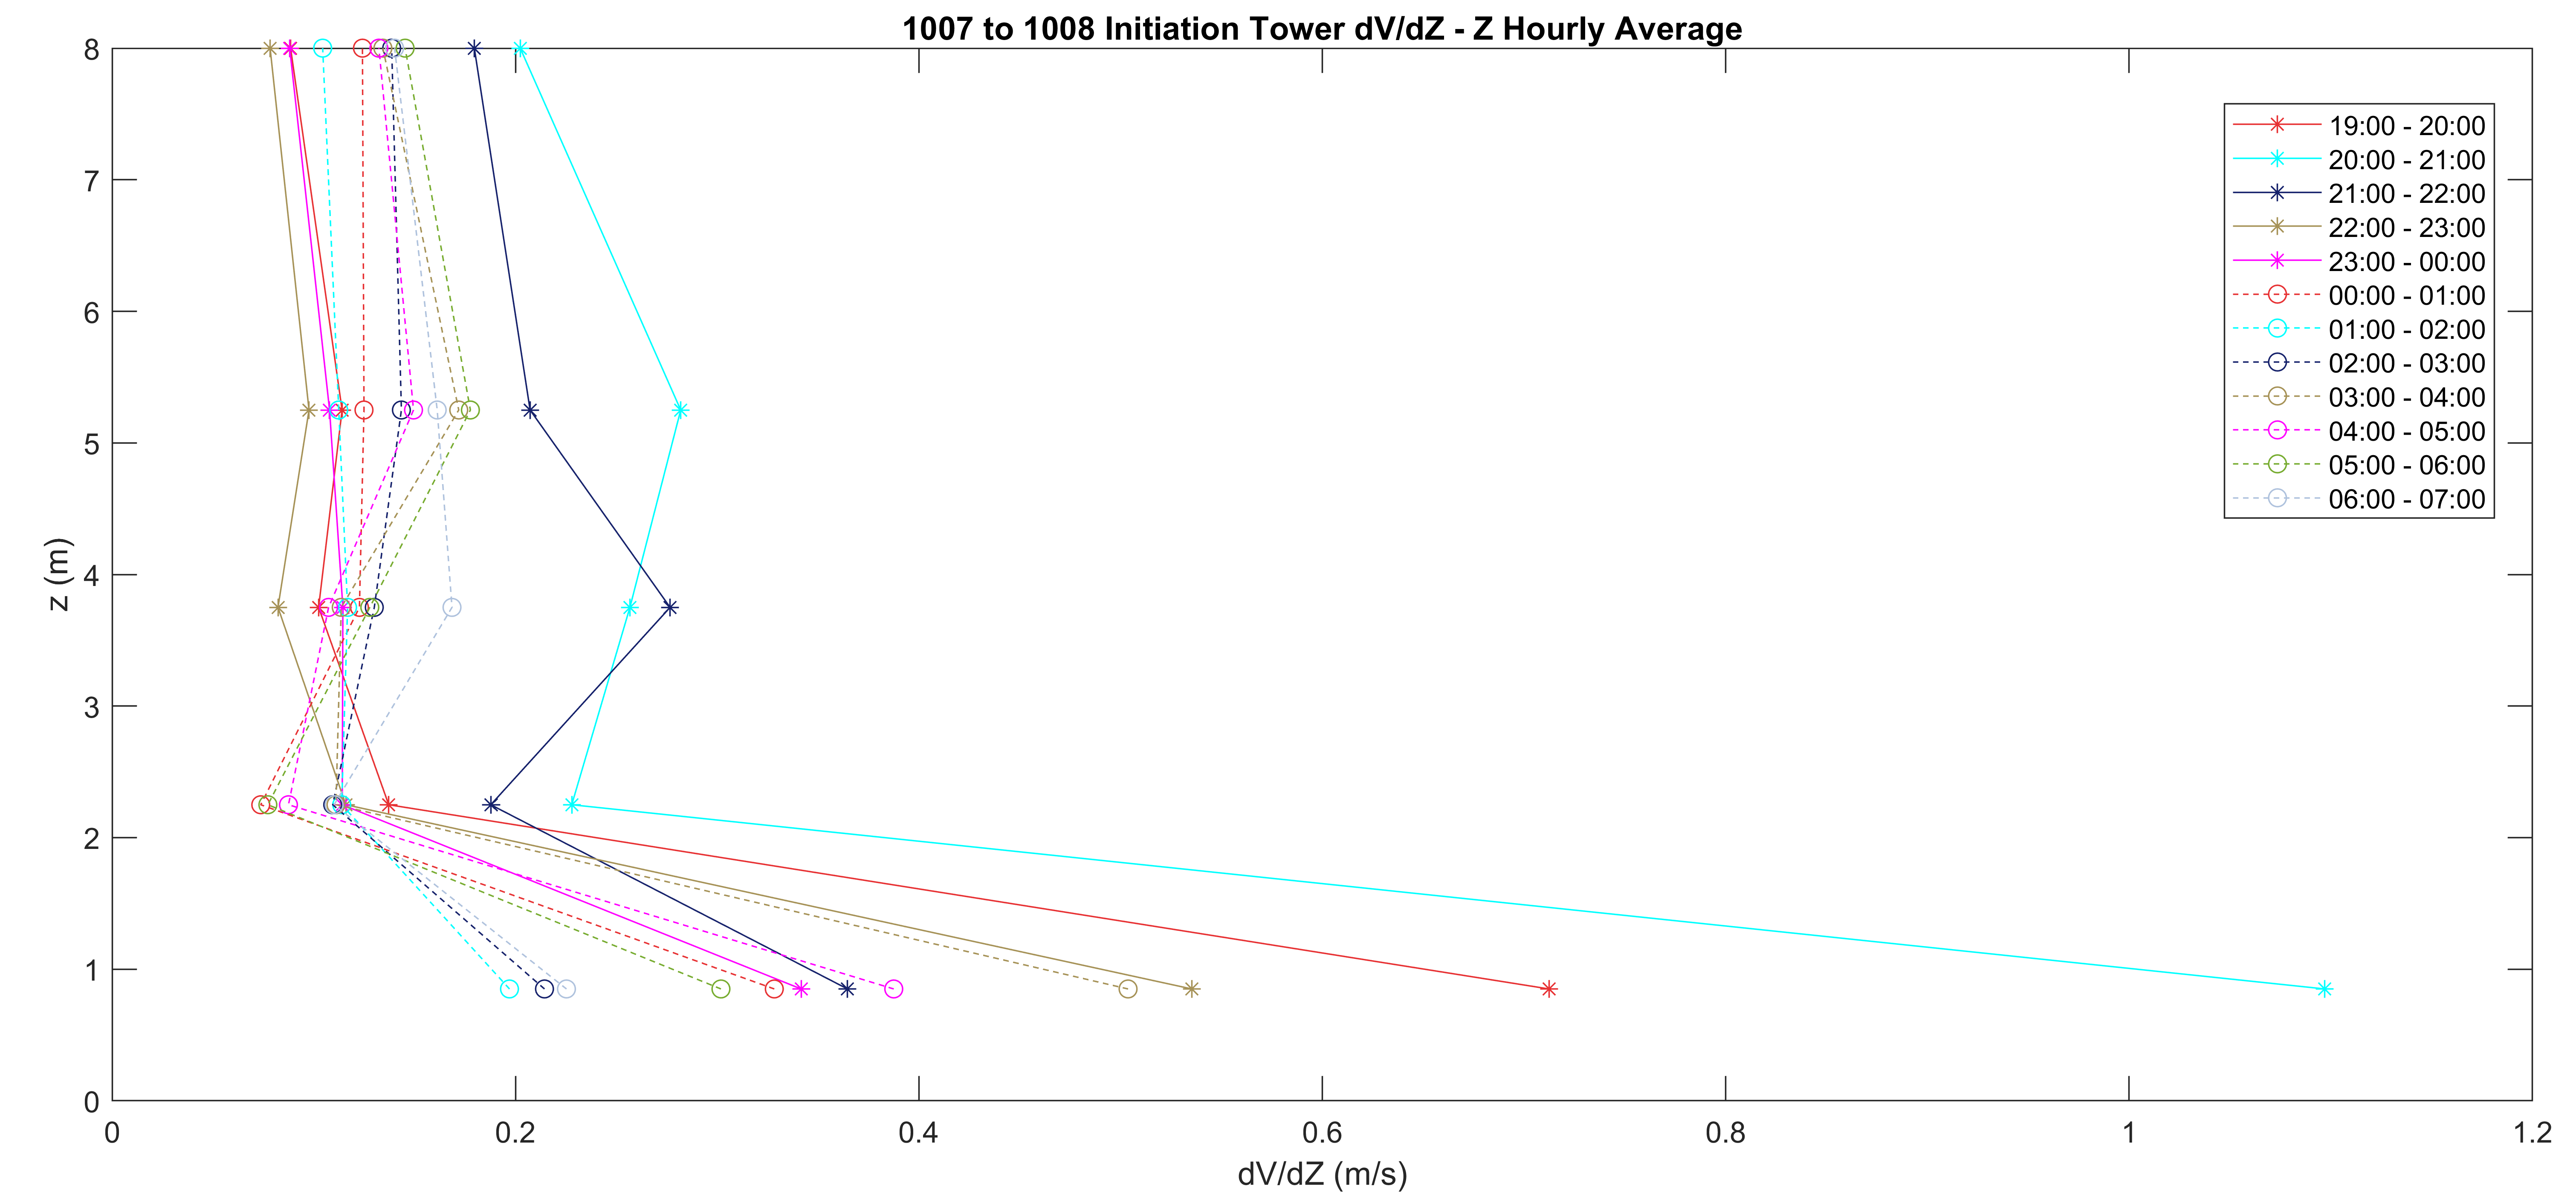 1007 to 1008 Initiation Tower dV/dZ - Z Hourly Average
8
7
6
5
4
3
2
1
0
z (m)
19:00 - 20:00
20:00 - 21:00
21:00 - 22:00
22:00 - 23:00
23:00 - 00:00
00:00 - 01:00
01:00 - 02:00
02:00 - 03:00
03:00 - 04:00
04:00 - 05:00
05:00 - 06:00
06:00 - 07:00
0 0.2 0.4 0.6 0.8 1 1.2
dV/dZ (m/s)